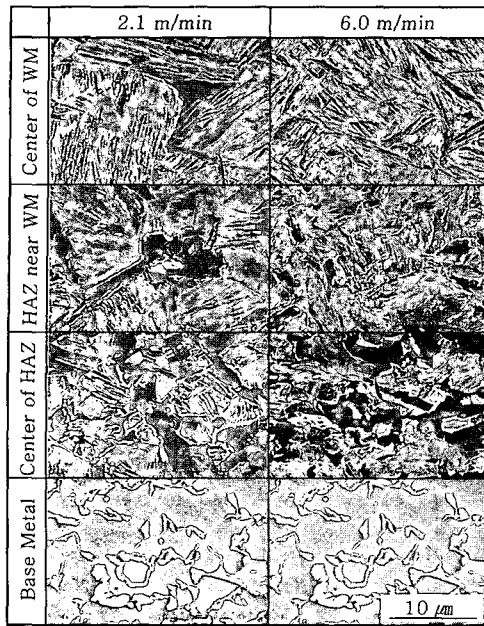 2.1 m/min
6.0 m/min
Center of WM
HAZ near WM
Center of HAZ
Base Metal
10 μm